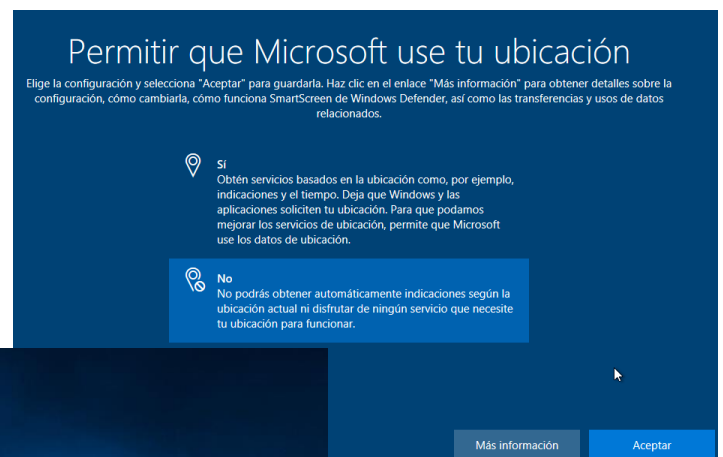 Permitir que Microsoft use tu ubicación
Elige la configuración y selecciona "Aceptar" para guardarla. Haz clic en el enlace "Más información" para obtener detalles sobre la
configuración, cómo cambiarla, cómo funciona SmartScreen de Windows Defender, así como las transferencias y usos de datos
relacionados.
Sí
Obtén servicios basados en la ubicación como, por ejemplo,
indicaciones y el tiempo. Deja que Windows y las
aplicaciones soliciten tu ubicación. Para que podamos
mejorar los servicios de ubicación, permite que Microsoft
use los datos de ubicación.
No
No podrás obtener automáticamente indicaciones según la
ubicación actual ni disfrutar de ningún servicio que necesite
tu ubicación para funcionar.
Más información
Aceptar